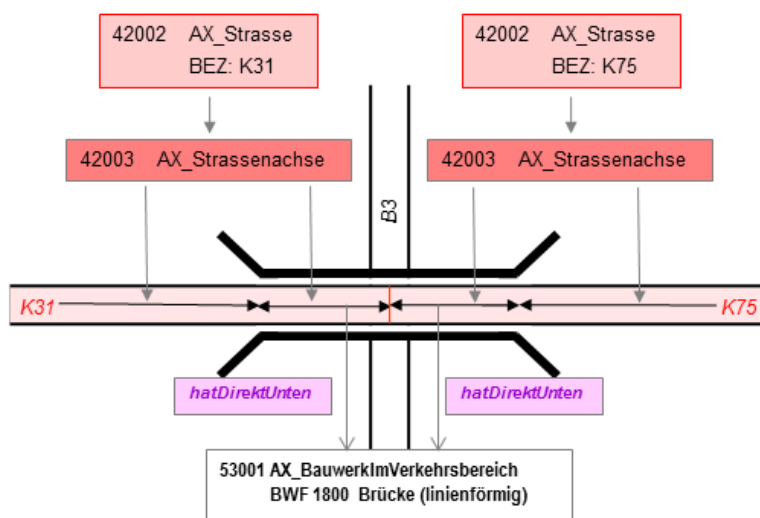 42002 AX_Strasse
BEZ: K31
42002 AX_Strasse
BEZ: K75
42003 AX_Strassenachse
42003 AX_Strassenachse
B3
K31
K75
hatDirektUnten
hatDirektUnten
53001 AX_BauwerkImVerkehrsbereich
BWF 1800 Brücke (linienförmig)